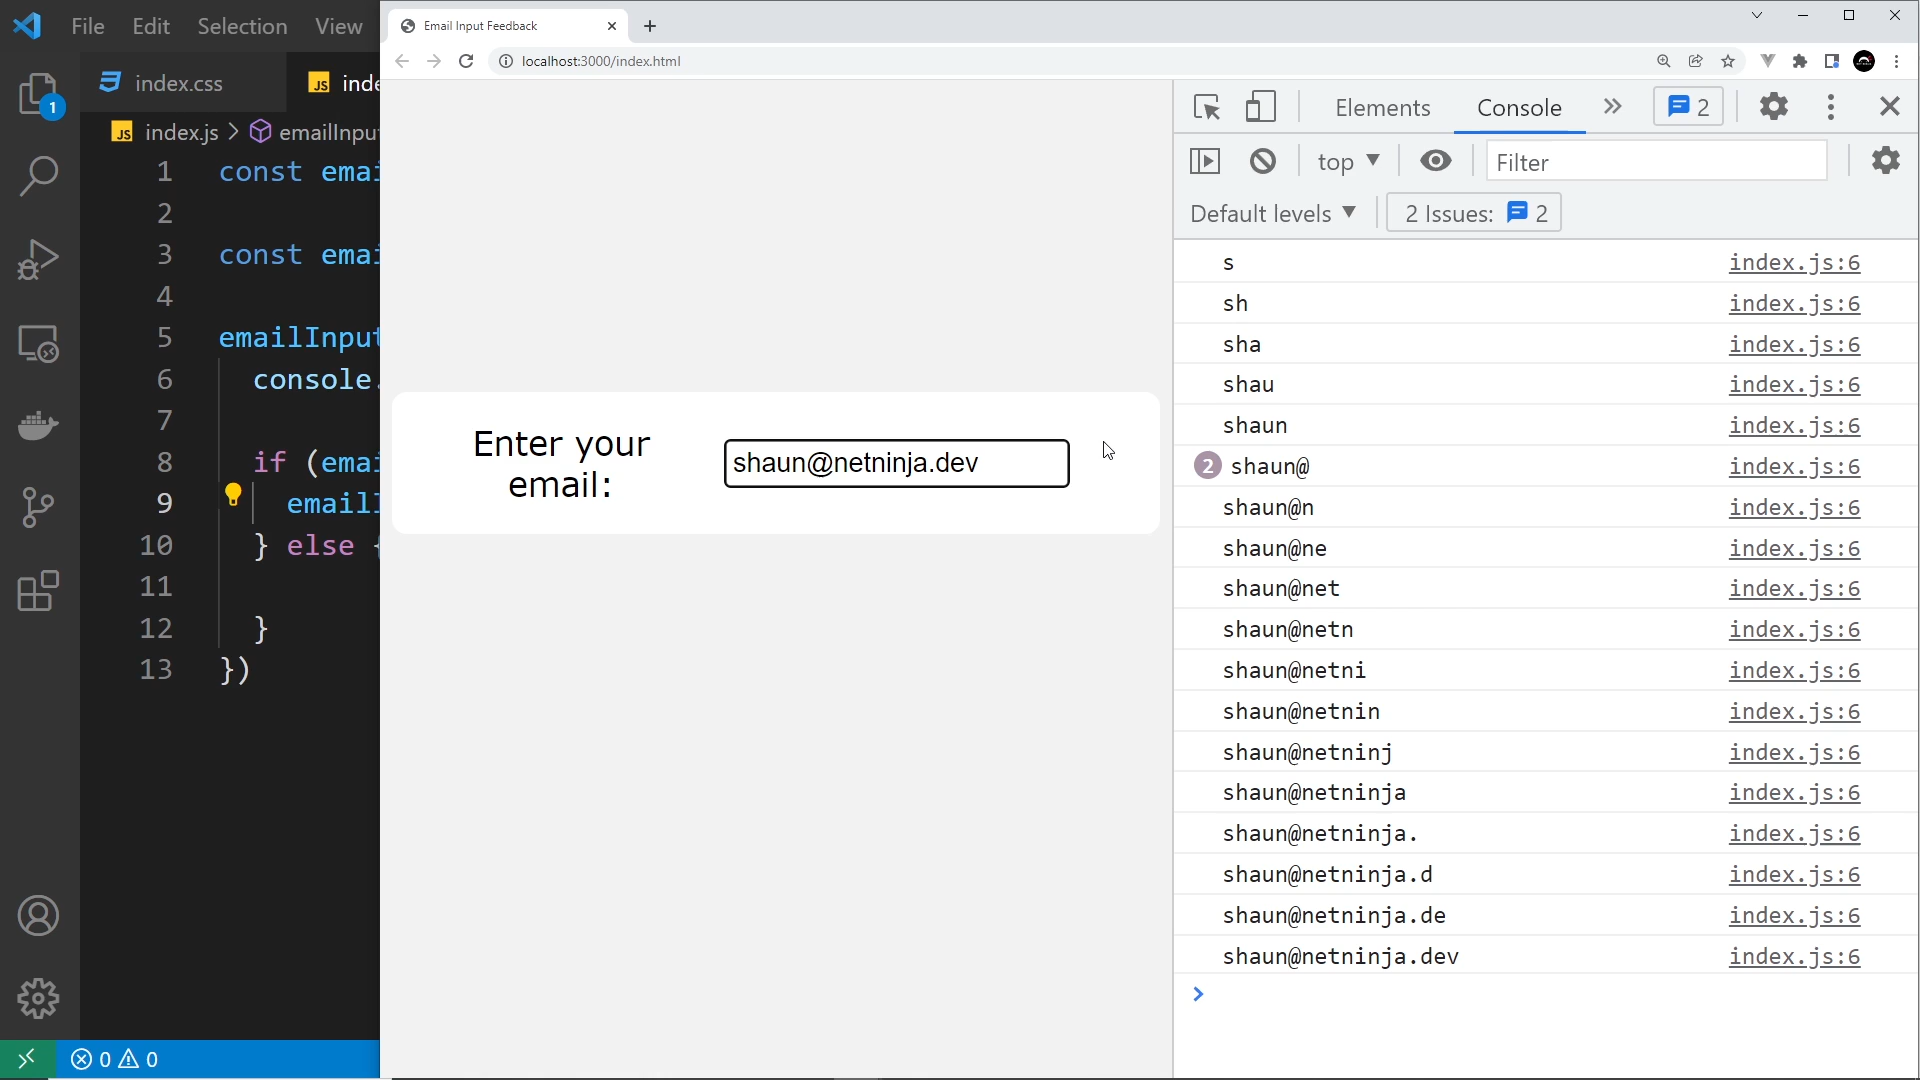 File Edit Selection View
index.css
JS
JS index.js > emailInput
1 const emai
2
3 const emai
4
5 emailInput
6 console.
7
8 if (emai
9 emailI
10 } else {
11
12 }
13 })
0 0
1
Email Input Feedback
localhost:3000/index.html
Enter your
email:
shaun@netninja.dev
Elements Console 2
top Filter
Default levels 2 Issues: 2
s index.js:6
sh index.js:6
sha index.js:6
shau index.js:6
shaun index.js:6
2 shaun@ index.js:6
shaun@n index.js:6
shaun@ne index.js:6
shaun@net index.js:6
shaun@netn index.js:6
shaun@netni index.js:6
shaun@netnin index.js:6
shaun@netninj index.js:6
shaun@netninja index.js:6
shaun@netninja. index.js:6
shaun@netninja.d index.js:6
shaun@netninja.de index.js:6
shaun@netninja.dev index.js:6